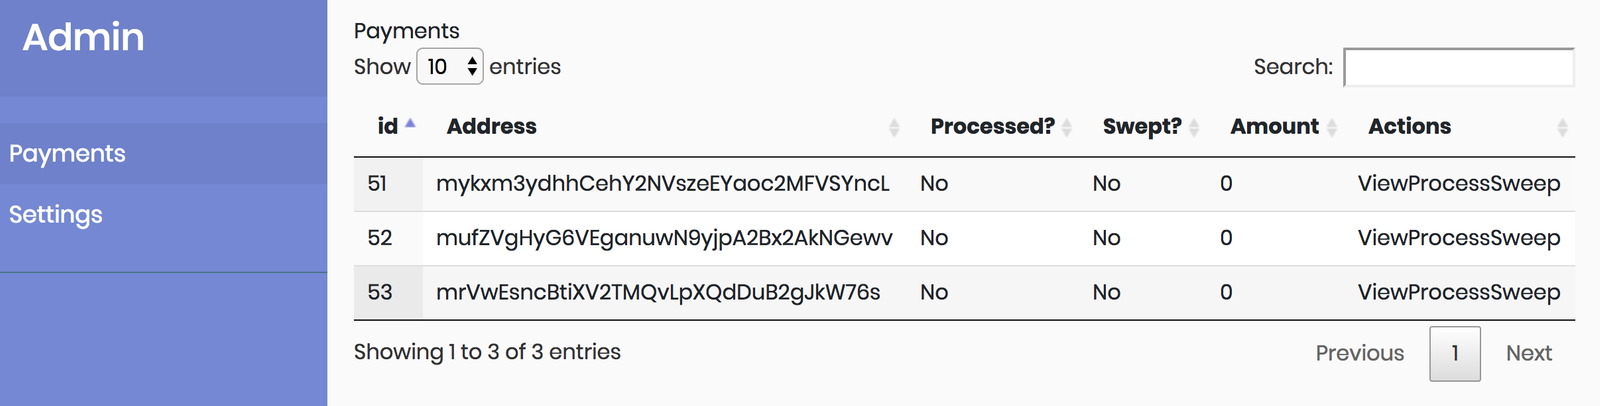 Admin
Payments
Settings
Payments
Show 10 entries
Search:
id Address Processed? Swept? Amount Actions
51 mykxm3ydhhCehY2NVszeEYaoc2MFVSYncL No No 0 ViewProcessSweep
52 mufZVgHyG6VEganuwN9yjpA2Bx2AkNGewv No No 0 ViewProcessSweep
53 mrVwEsncBtiXV2TMQvLpXQdDuB2gJkW76s No No 0 ViewProcessSweep
Showing 1 to 3 of 3 entries
Previous 1 Next